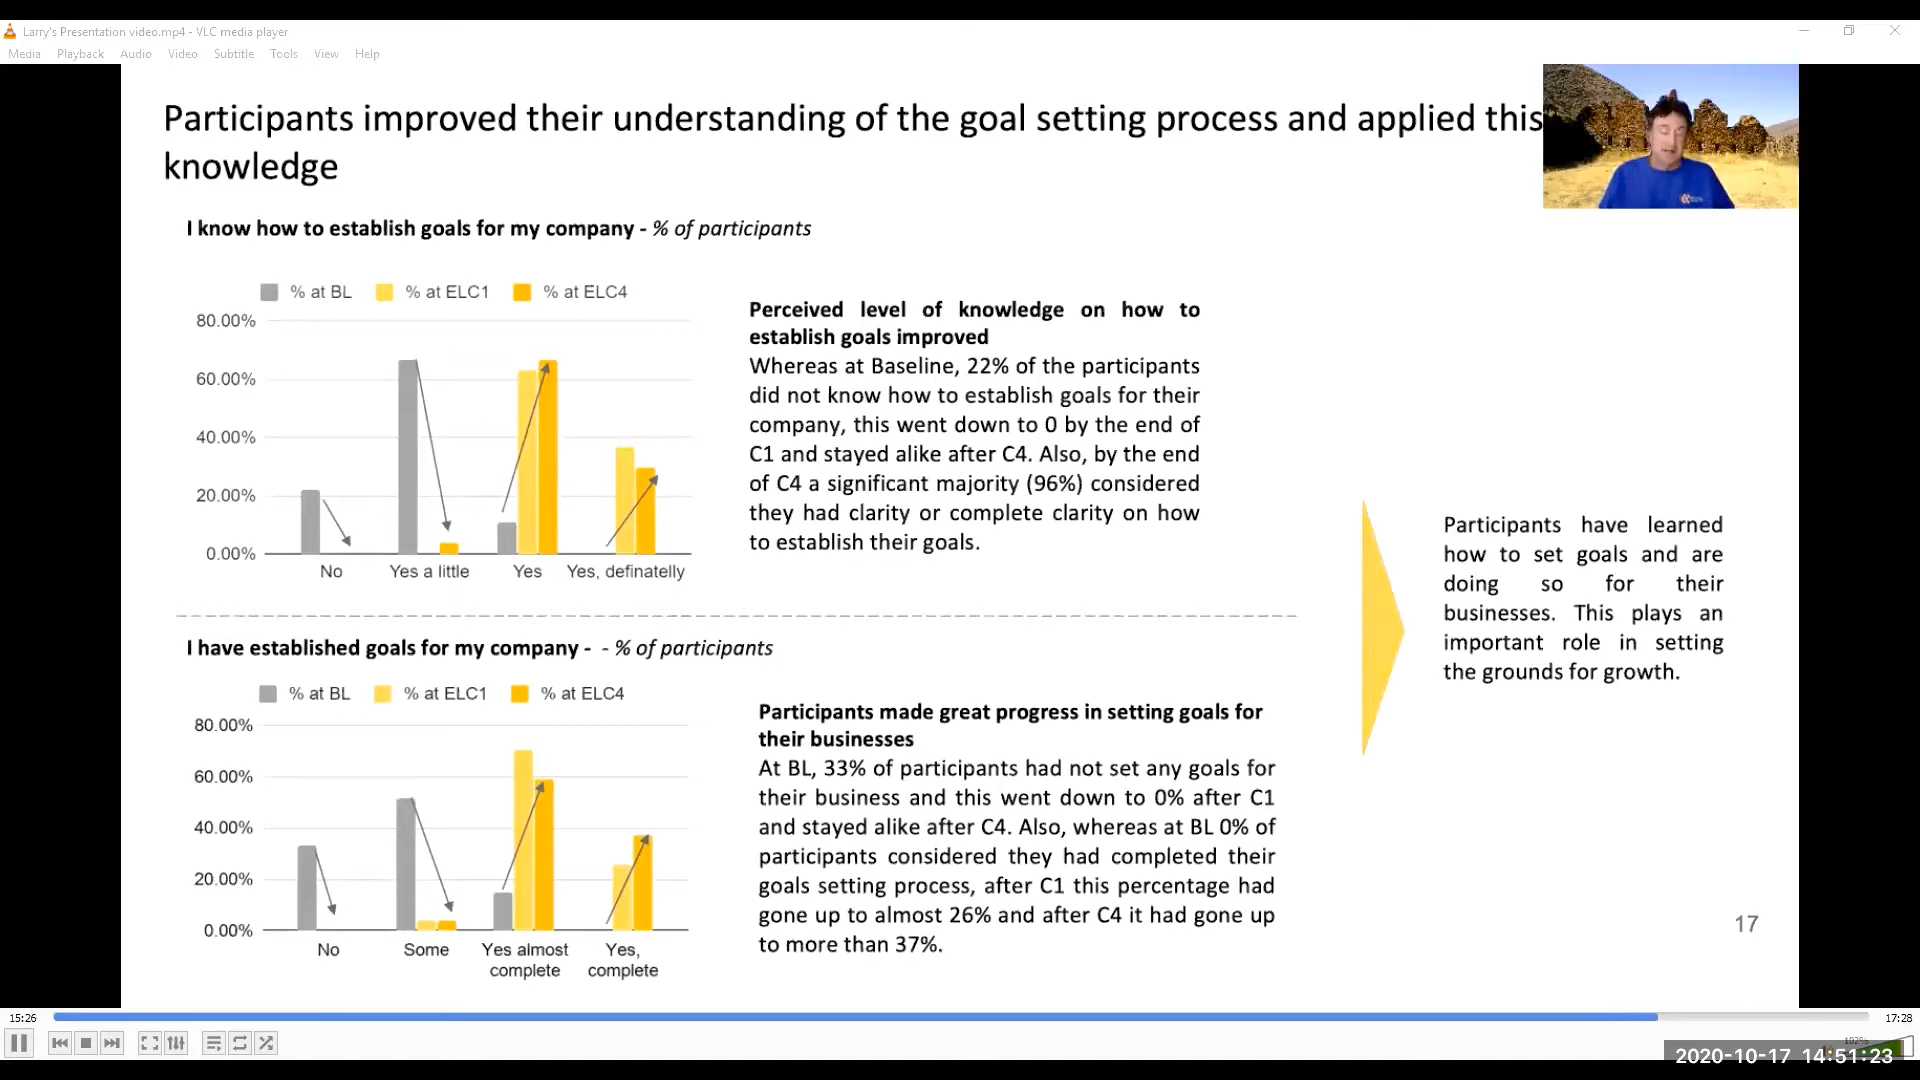 Larry's Presentation video.mp4 - VLC media player
Media Playback Audio Video Subtitle Tools View Help
Participants improved their understanding of the goal setting process and applied this
knowledge
I know how to establish goals for my company - % of participants
% at BL % at ELC1 % at ELC4
80.00%
60.00%
40.00%
20.00%
0.00%
No Yes a little Yes Yes, definatelly
Perceived level of knowledge on how to
establish goals improved
Whereas at Baseline, 22% of the participants
did not know how to establish goals for their
company, this went down to 0 by the end of
C1 and stayed alike after C4. Also, by the end
of C4 a significant majority (96%) considered
they had clarity or complete clarity on how
to establish their goals.
I have established goals for my company - - % of participants
% at BL % at ELC1 % at ELC4
80.00%
60.00%
40.00%
20.00%
0.00%
No Some Yes almost Yes,
complete complete
Participants made great progress in setting goals for
their businesses
At BL, 33% of participants had not set any goals for
their business and this went down to 0% after C1
and stayed alike after C4. Also, whereas at BL 0% of
participants considered they had completed their
goals setting process, after C1 this percentage had
gone up to almost 26% and after C4 it had gone up
to more than 37%.
Participants have learned
how to set goals and are
doing so for their
businesses. This plays an
important role in setting
the grounds for growth.
17
15:26
17:28
2020-10-17 14:51:23